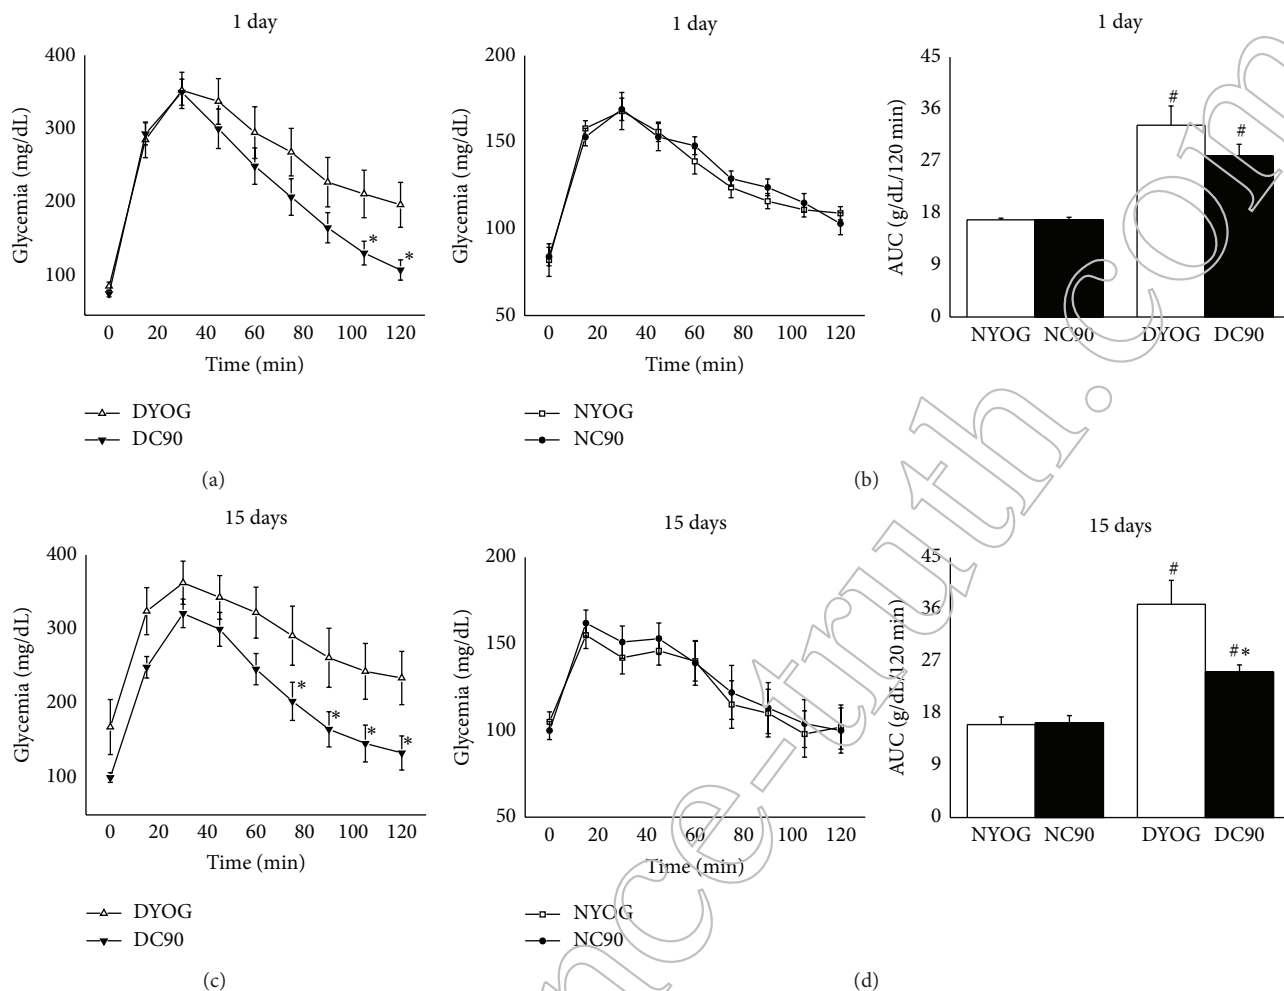 1 day
400
300
200
100
Glycemia (mg/dL)
0 20 40 60 80 100 120
Time (min)
*
*
DYOG
DC90
(a)
1 day
200
150
100
50
Glycemia (mg/dL)
0 20 40 60 80 100 120
Time (min)
NYOG
NC90
1 day
45
36
27
18
9
0
AUC (g/dL/120 min)
#
#
NYOG NC90 DYOG DC90
(b)
15 days
400
300
200
100
Glycemia (mg/dL)
0 20 40 60 80 100 120
Time (min)
*
*
*
*
DYOG
DC90
(c)
15 days
200
150
100
50
Glycemia (mg/dL)
0 20 40 60 80 100 120
Time (min)
NYOG
NC90
15 days
45
36
27
18
9
0
AUC (g/dL/120 min)
#
#*
NYOG NC90 DYOG DC90
(d)
nce-truth.com